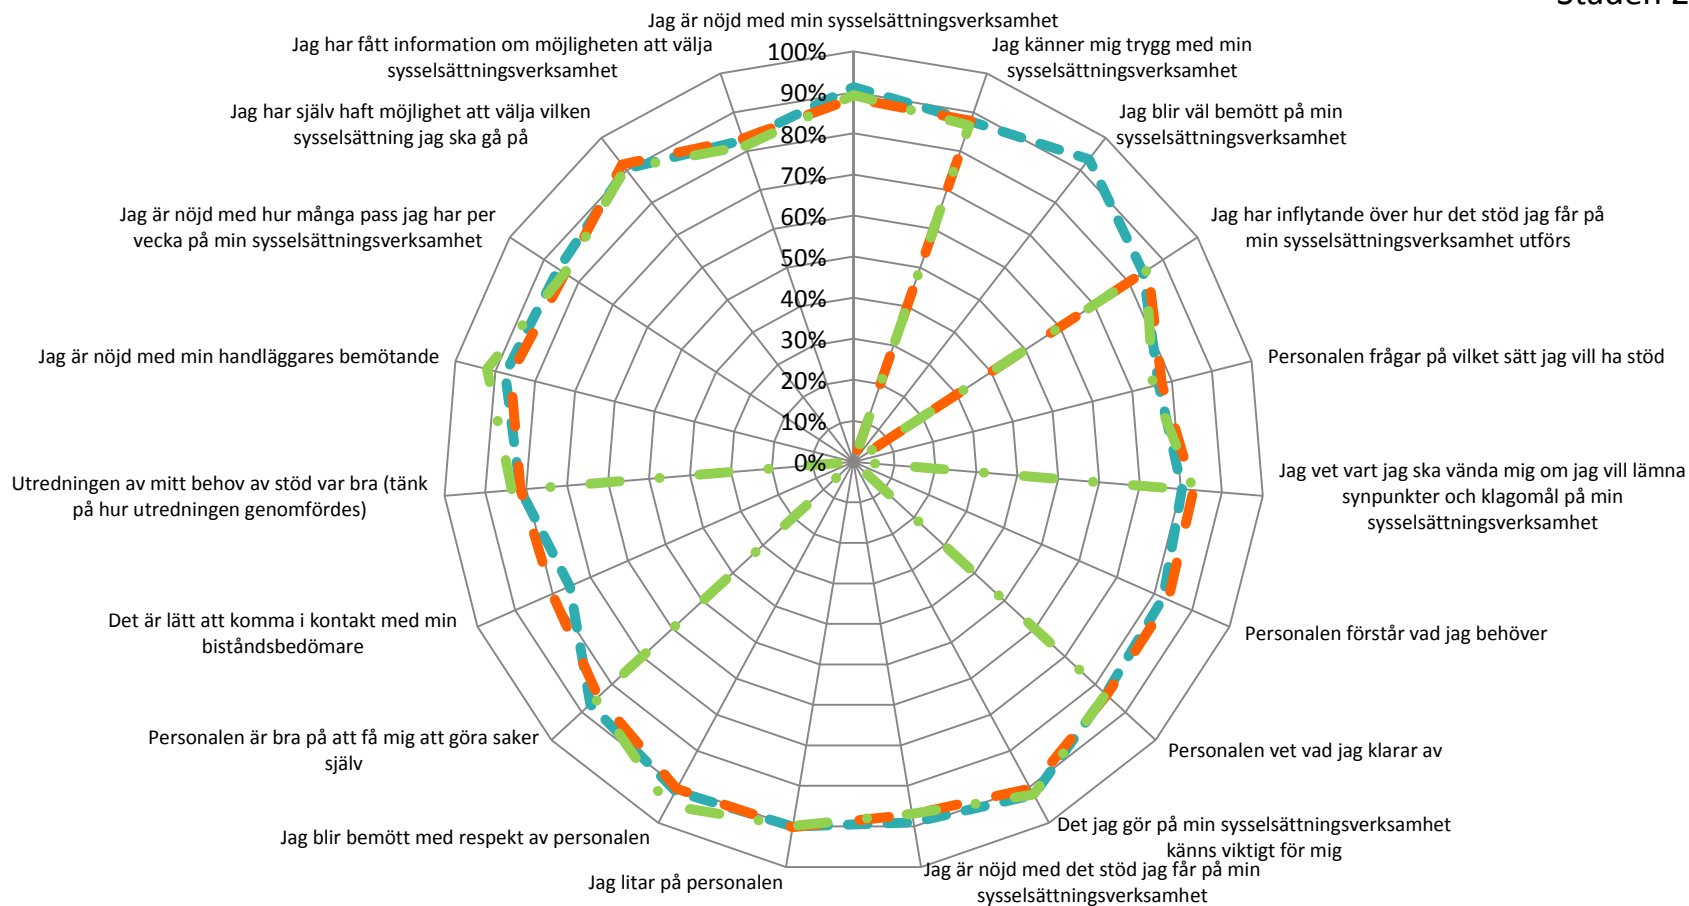 Jag är nöjd med min sysselsättningsverksamhet
Jag känner mig trygg med min
sysselsättningsverksamhet
Jag blir väl bemött på min
sysselsättningsverksamhet
Jag har inflytande över hur det stöd jag får på
min sysselsättningsverksamhet utförs
Personalen frågar på vilket sätt jag vill ha stöd
Jag vet vart jag ska vända mig om jag vill lämna
synpunkter och klagomål på min
sysselsättningsverksamhet
Personalen förstår vad jag behöver
Personalen vet vad jag klarar av
Det jag gör på min sysselsättningsverksamhet
känns viktigt för mig
Jag är nöjd med det stöd jag får på min
sysselsättningsverksamhet
Jag litar på personalen
Jag blir bemött med respekt av personalen
Personalen är bra på att få mig att göra saker
själv
Det är lätt att komma i kontakt med min
biståndsbedömare
Utredningen av mitt behov av stöd var bra (tänk
på hur utredningen genomfördes)
Jag är nöjd med min handläggares bemötande
Jag är nöjd med hur många pass jag har per
vecka på min sysselsättningsverksamhet
Jag har själv haft möjlighet att välja vilken
sysselsättning jag ska gå på
Jag har fått information om möjligheten att välja
sysselsättningsverksamhet
100%
90%
80%
70%
60%
50%
40%
30%
20%
10%
0%